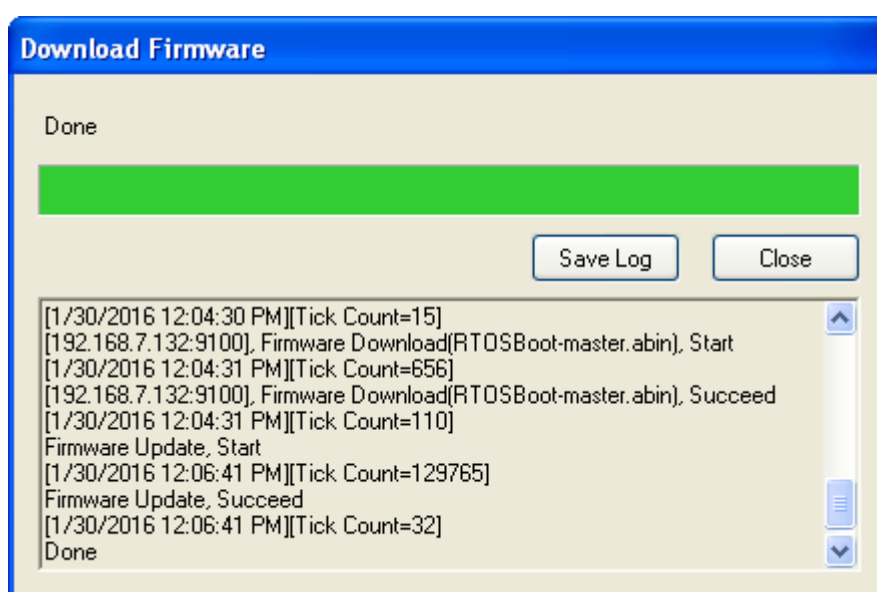 Download Firmware
Done
Save Log
Close
[1/30/2016 12:04:30 PM][Tick Count=15]
[192.168.7.132:9100], Firmware Download(RTOSBoot-master.abin), Start
[1/30/2016 12:04:31 PM][Tick Count=656]
[192.168.7.132:9100], Firmware Download(RTOSBoot-master.abin), Succeed
[1/30/2016 12:04:31 PM][Tick Count=110]
Firmware Update, Start
[1/30/2016 12:06:41 PM][Tick Count=129765]
Firmware Update, Succeed
[1/30/2016 12:06:41 PM][Tick Count=32]
Done